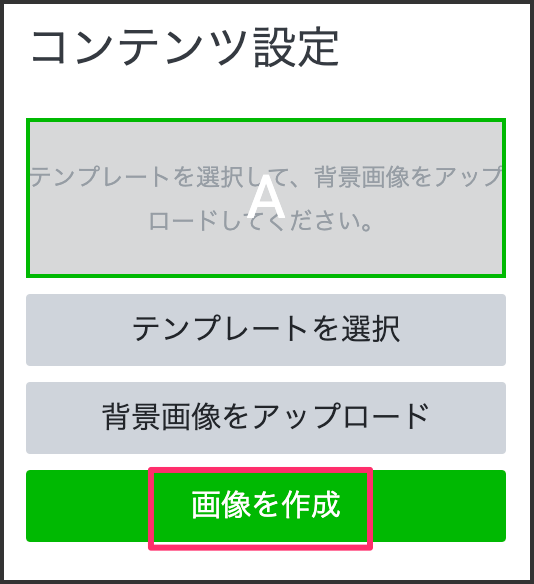 コンテンツ設定
テンプレートを選択して、背景画像をアップ
ロードしてください。
A
テンプレートを選択
背景画像をアップロード
画像を作成